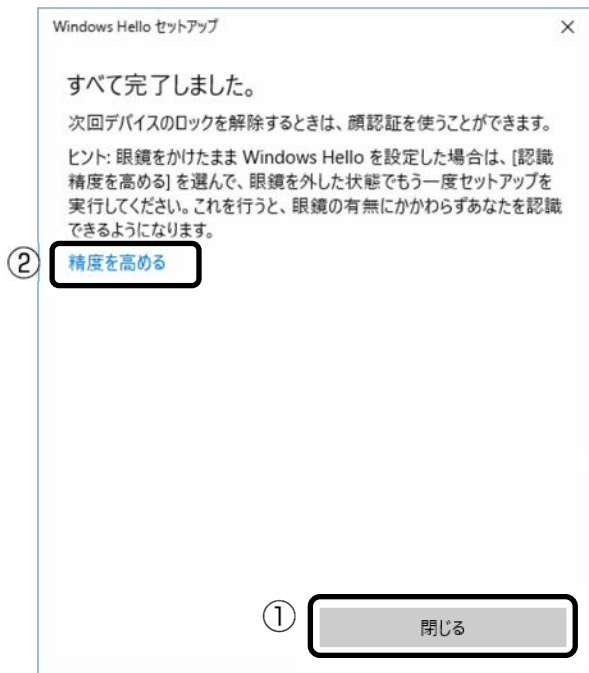 Windows Hello セットアップ
すべて完了しました。
次回デバイスのロックを解除するときは、顔認証を使うことができます。
ヒント: 眼鏡をかけたまま Windows Hello を設定した場合は、[認識
精度を高める] を選んで、眼鏡を外した状態でもう一度セットアップを
実行してください。これを行うと、眼鏡の有無にかかわらずあなたを認識
できるようになります。
② 精度を高める
① 閉じる